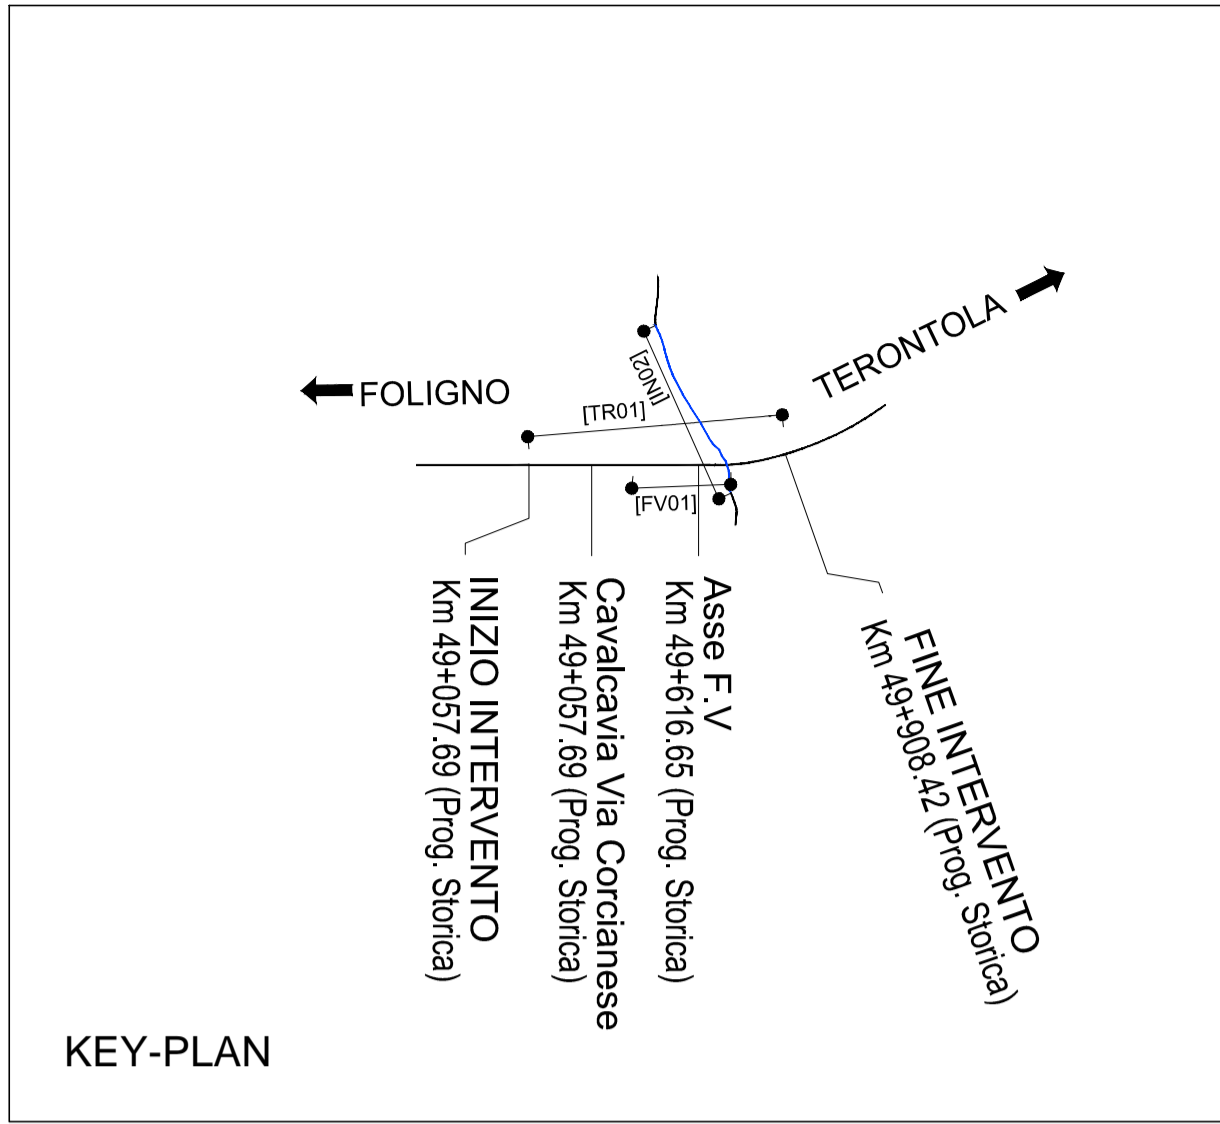 TERONTOLA
FOLIGNO
[IN02]
[TR01]
[FV01]
INIZIO INTERVENTO
Km 49+057.69 (Prog. Storica)
Cavalcavia Via Corcianese
Km 49+057.69 (Prog. Storica)
Asse F.V
Km 49+616.65 (Prog. Storica)
FINE INTERVENTO
Km 49+908.42 (Prog. Storica)
KEY-PLAN